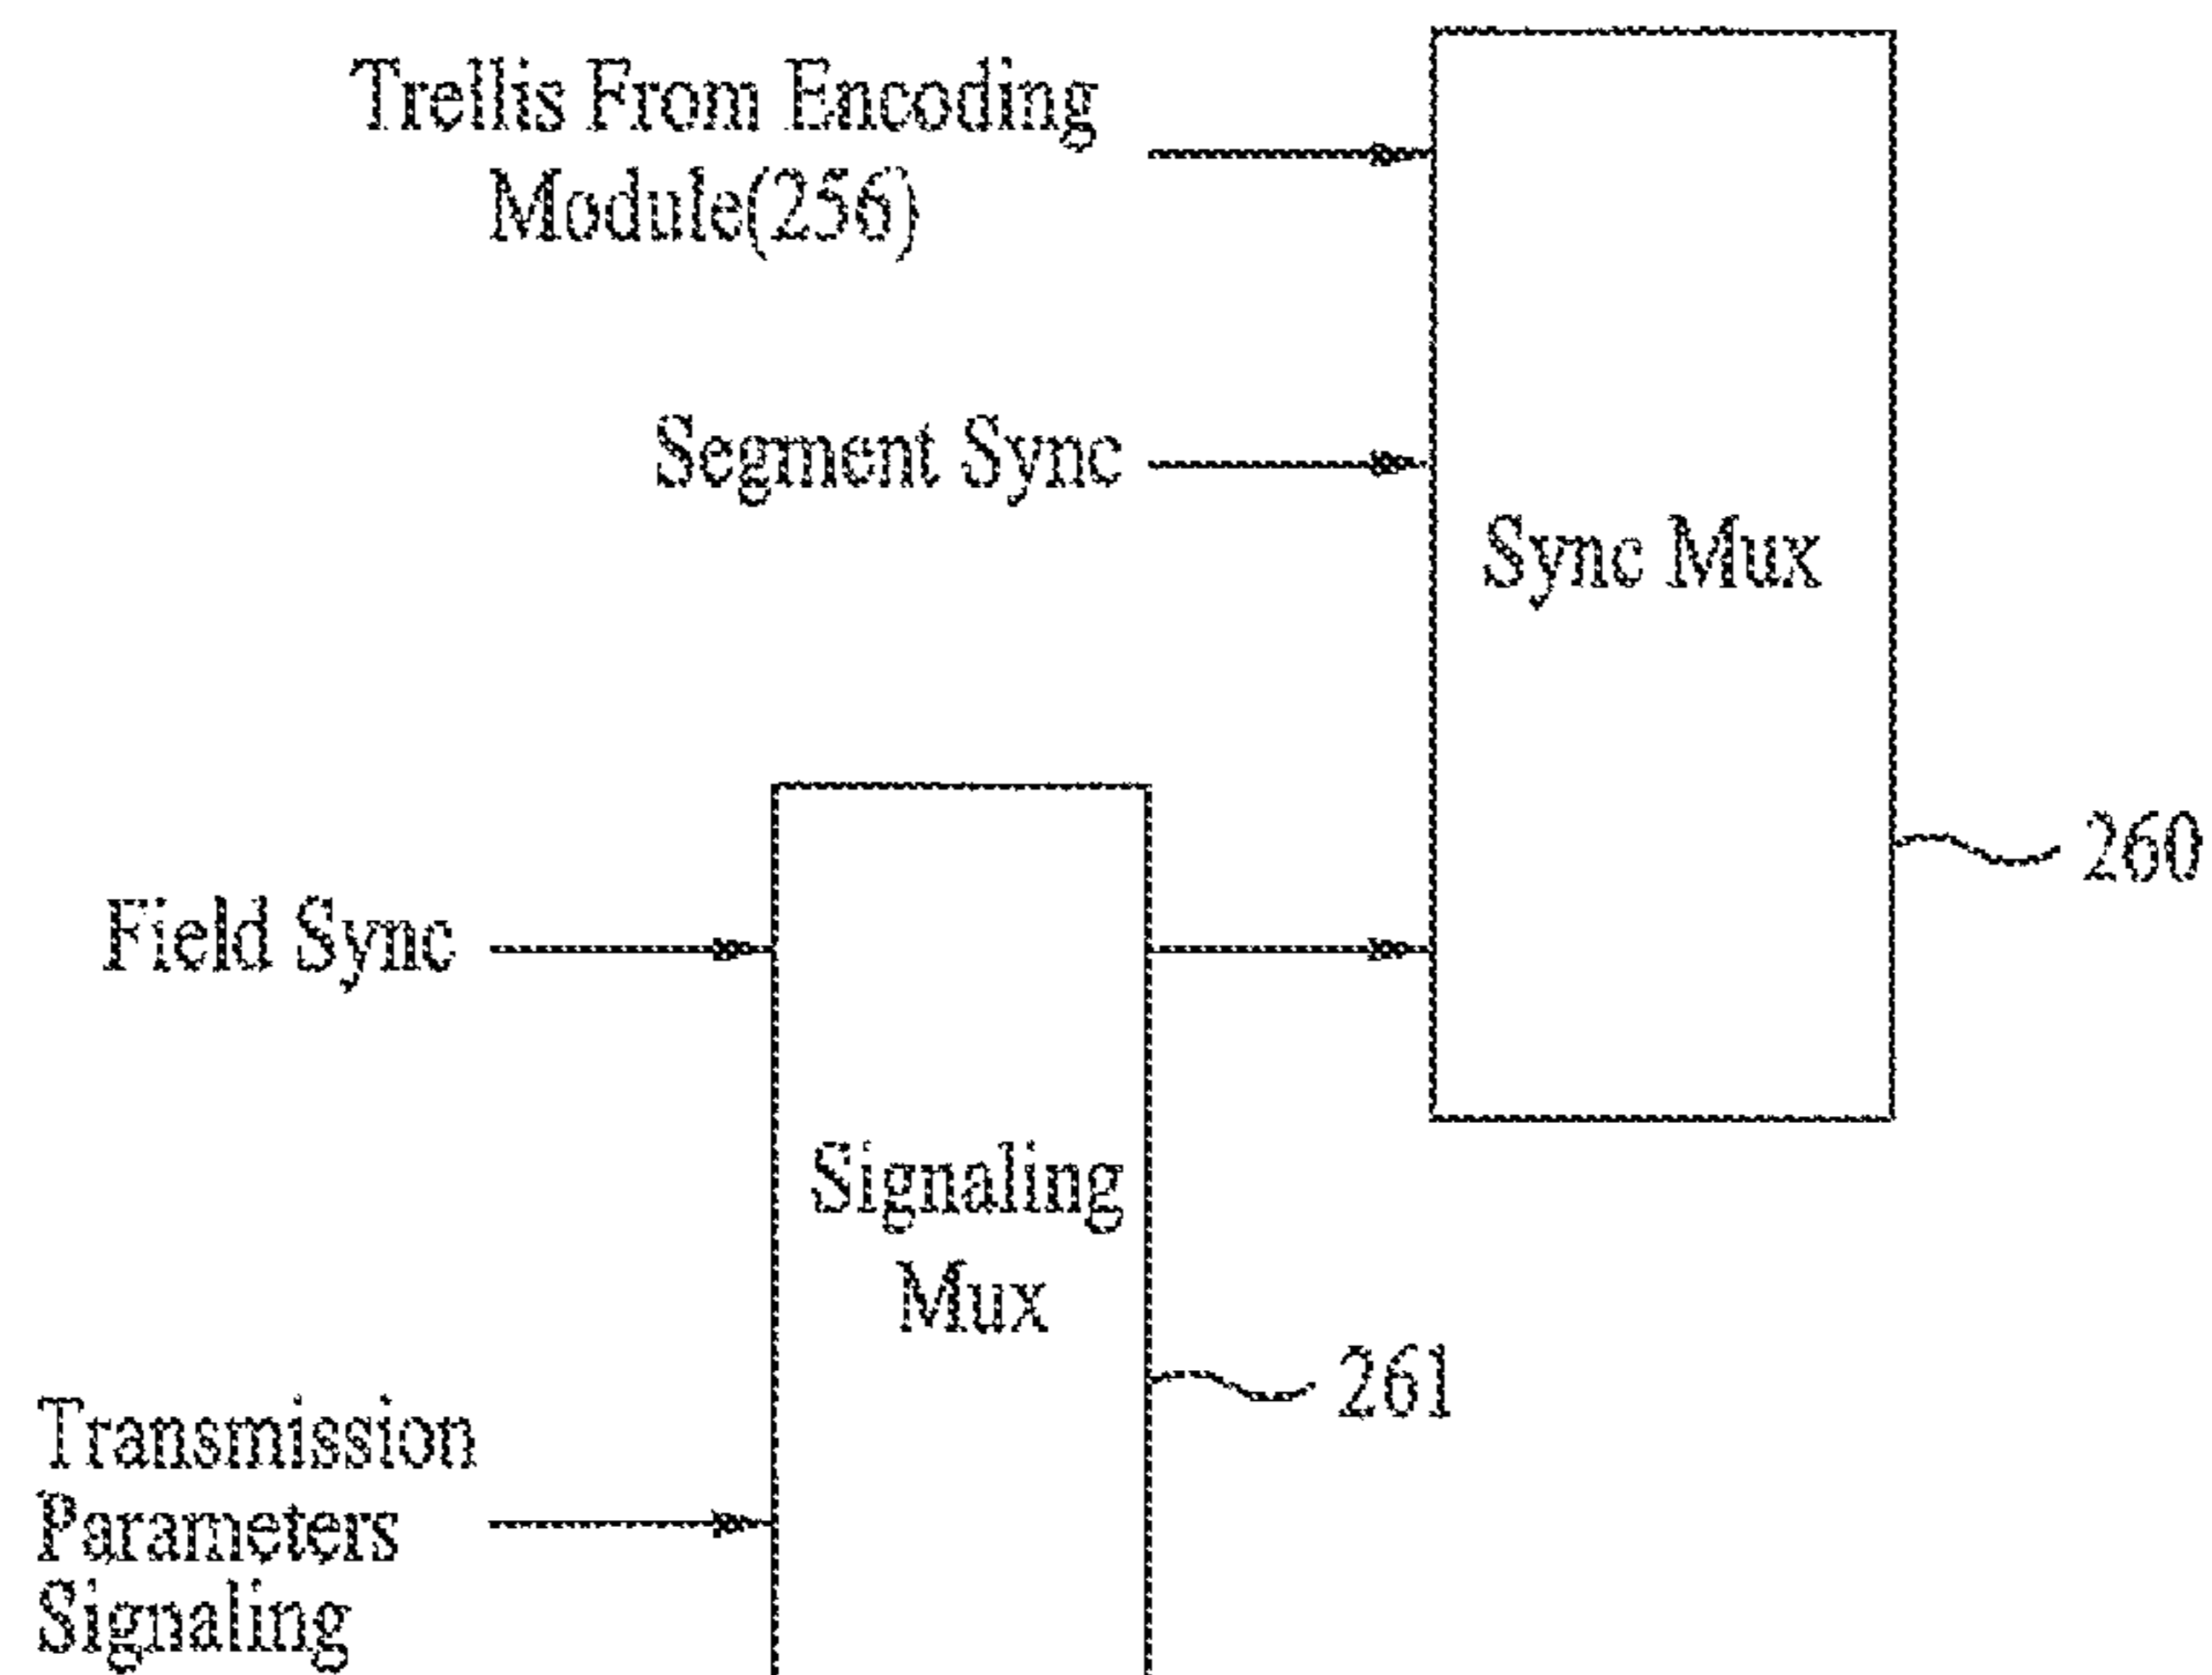 Trellis From Encoding
Module(256)
Segment Sync
Sync Mux
260
Field Sync
Signaling
Mux
261
Transmission
Parameters
Signaling